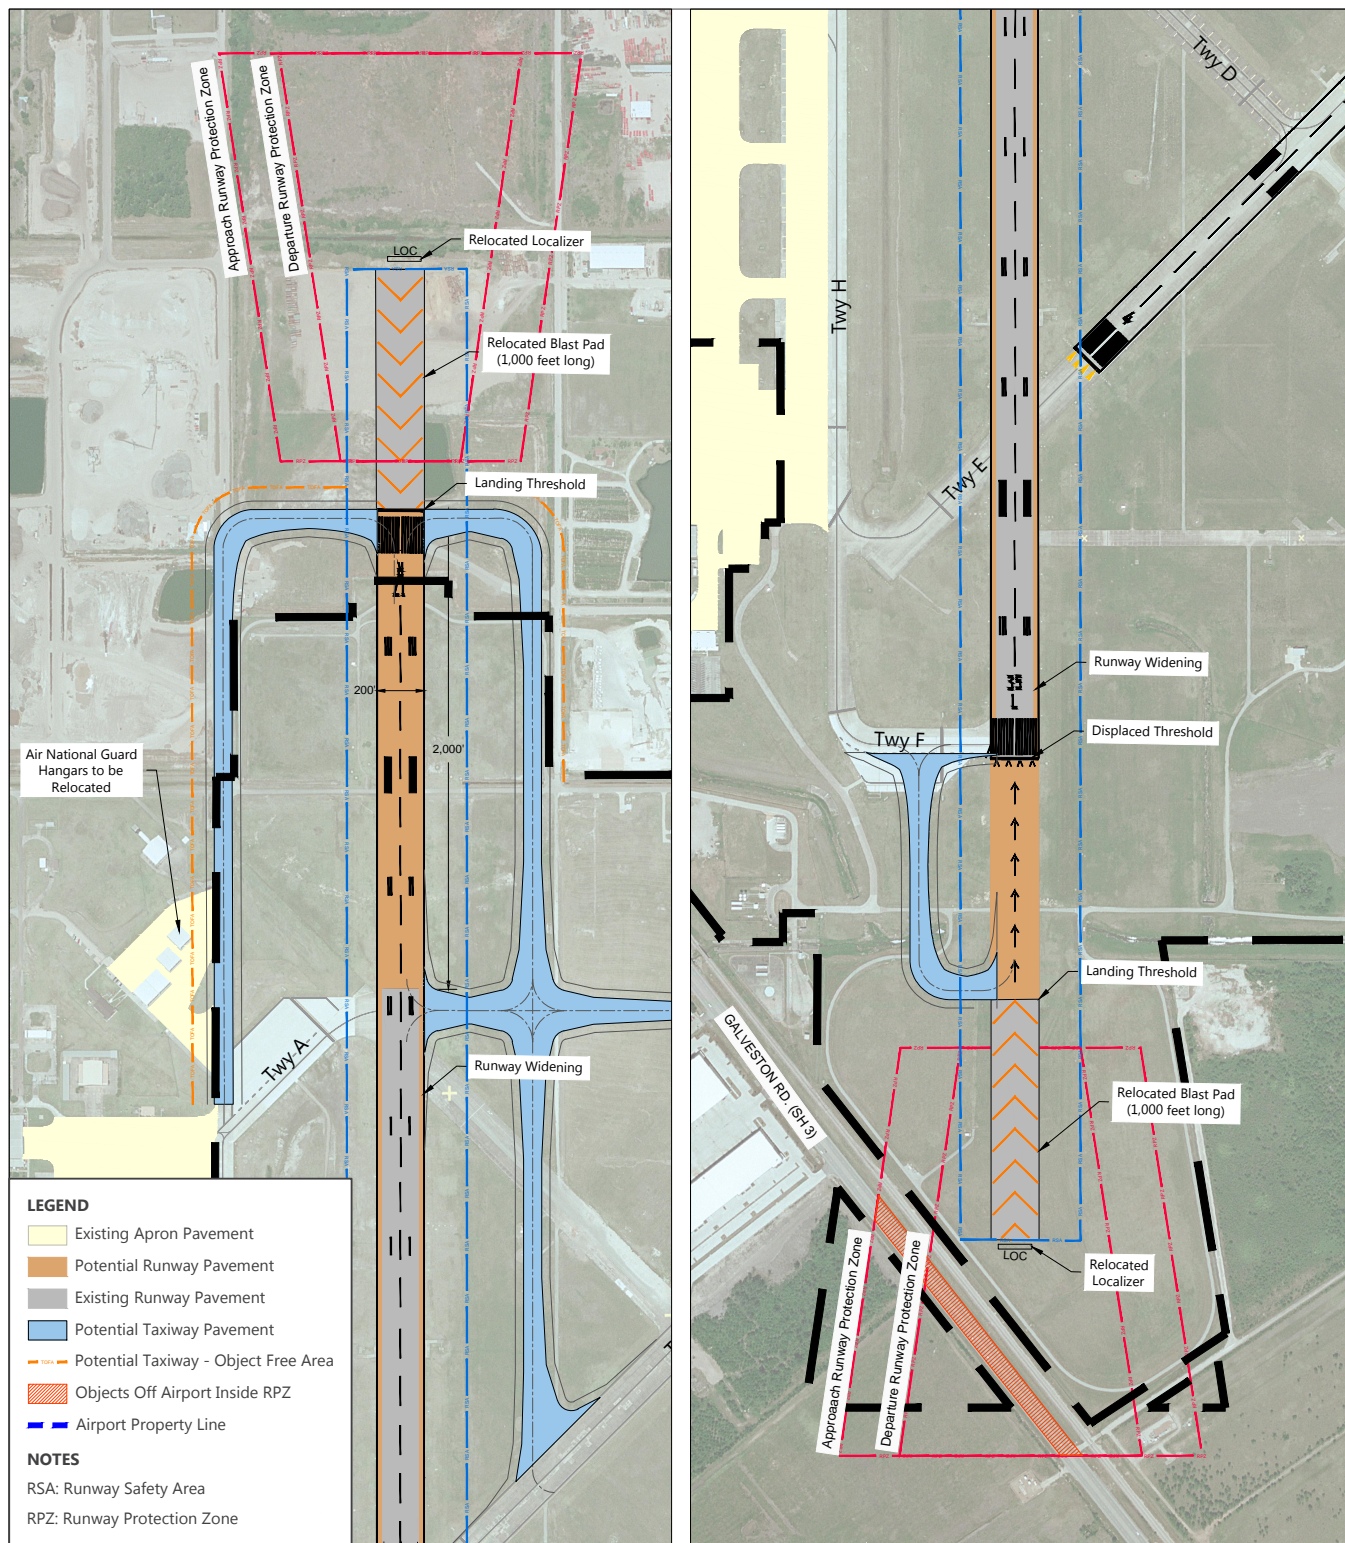 Approach Runway Protection Zone
Departure Runway Protection Zone
LOC
Relocated Localizer
Relocated Blast Pad
(1,000 feet long)
Landing Threshold
200'
2,000'
Air National Guard
Hangars to be
Relocated
Twy A
Runway Widening
LEGEND
Existing Apron Pavement
Potential Runway Pavement
Existing Runway Pavement
Potential Taxiway Pavement
TOFA
Potential Taxiway - Object Free Area
Objects Off Airport Inside RPZ
Airport Property Line
NOTES
RSA: Runway Safety Area
RPZ: Runway Protection Zone
Twy D
Twy H
4
Twy E
Runway Widening
35
L
Twy F
Displaced Threshold
Landing Threshold
GALVESTON RD. (SH 3)
Relocated Blast Pad
(1,000 feet long)
LOC
Relocated
Localizer
Approaach Runway Protection Zone
Departure Runway Protection Zone